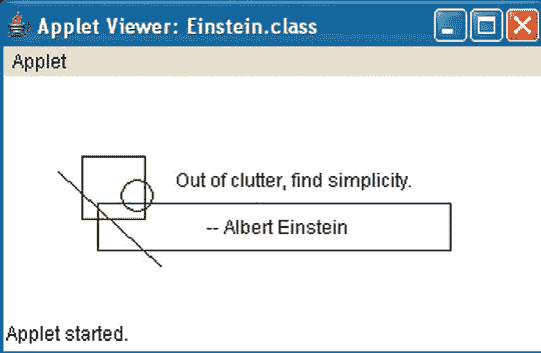 Applet Viewer: Einstein.class
Applet
Out of clutter, find simplicity.
-- Albert Einstein
Applet started.